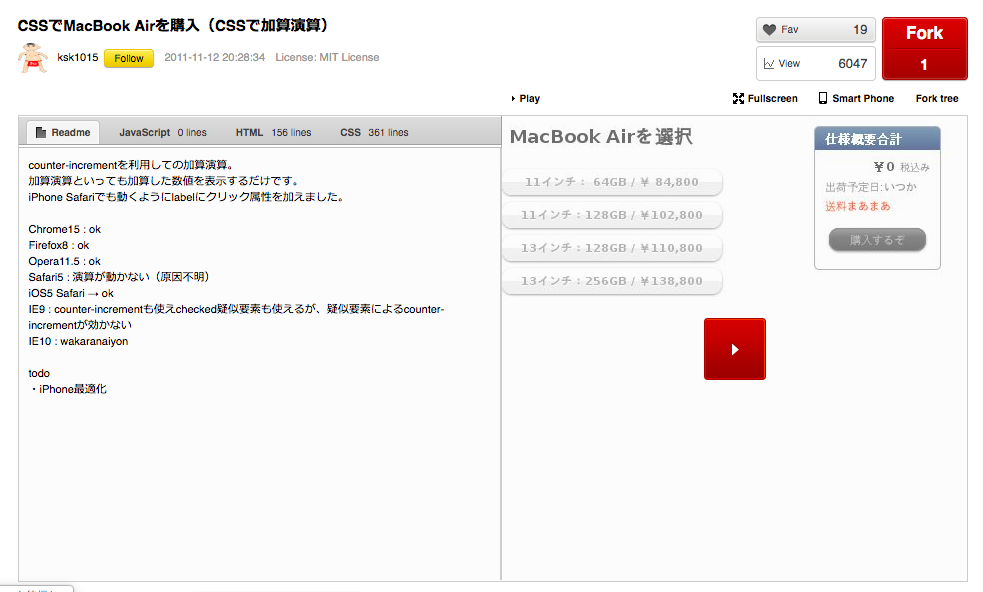 CSSでMacBook Airを購入（CSSで加算演算）
ksk1015 Follow 2011-11-12 20:28:34 License: MIT License
Fav 19
View 6047
Fork
1
Play
Fullscreen Smart Phone Fork tree
Readme JavaScript 0 lines HTML 156 lines CSS 361 lines
counter-incrementを利用しての加算演算。
加算演算といっても加算した数値を表示するだけです。
iPhone Safariでも動くようにlabelにクリック属性を加えました。
Chrome15 : ok
Firefox8 : ok
Opera11.5 : ok
Safari5 : 演算が動かない（原因不明）
iOS5 Safari → ok
IE9 : counter-incrementも使えchecked疑似要素も使えるが、疑似要素によるcounter-
incrementが効かない
IE10 : wakaranaiyon
todo
・iPhone最適化
MacBook Airを選択
11インチ： 64GB / ￥ 84,800
11インチ：128GB / ￥102,800
13インチ：128GB / ￥110,800
13インチ：256GB / ￥138,800
仕様概要合計
￥0 税込み
出荷予定日:いつか
送料まあまあ
購入するぞ